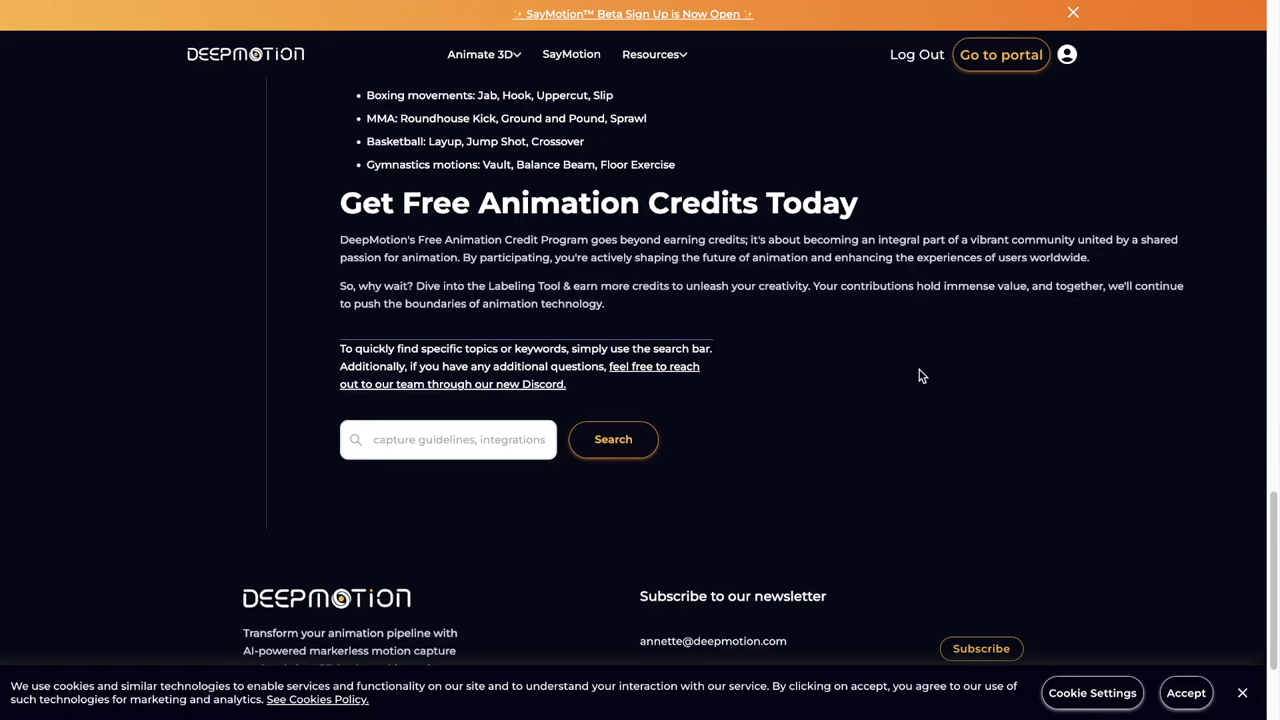 ✨ SayMotion™ Beta Sign Up is Now Open ✨
DEEPMOTION
Animate 3D
SayMotion
Resources
Log Out
Go to portal
• Boxing movements: Jab, Hook, Uppercut, Slip
• MMA: Roundhouse Kick, Ground and Pound, Sprawl
• Basketball: Layup, Jump Shot, Crossover
• Gymnastics motions: Vault, Balance Beam, Floor Exercise
Get Free Animation Credits Today
DeepMotion's Free Animation Credit Program goes beyond earning credits; it's about becoming an integral part of a vibrant community united by a shared
passion for animation. By participating, you're actively shaping the future of animation and enhancing the experiences of users worldwide.
So, why wait? Dive into the Labeling Tool & earn more credits to unleash your creativity. Your contributions hold immense value, and together, we'll continue
to push the boundaries of animation technology.
To quickly find specific topics or keywords, simply use the search bar.
Additionally, if you have any additional questions, feel free to reach
out to our team through our new Discord.
capture guidelines, integrations
Search
DEEPMOTION
Transform your animation pipeline with
AI-powered markerless motion capture
Subscribe to our newsletter
annette@deepmotion.com
Subscribe
We use cookies and similar technologies to enable services and functionality on our site and to understand your interaction with our service. By clicking on accept, you agree to our use of
such technologies for marketing and analytics. See Cookies Policy.
Cookie Settings
Accept